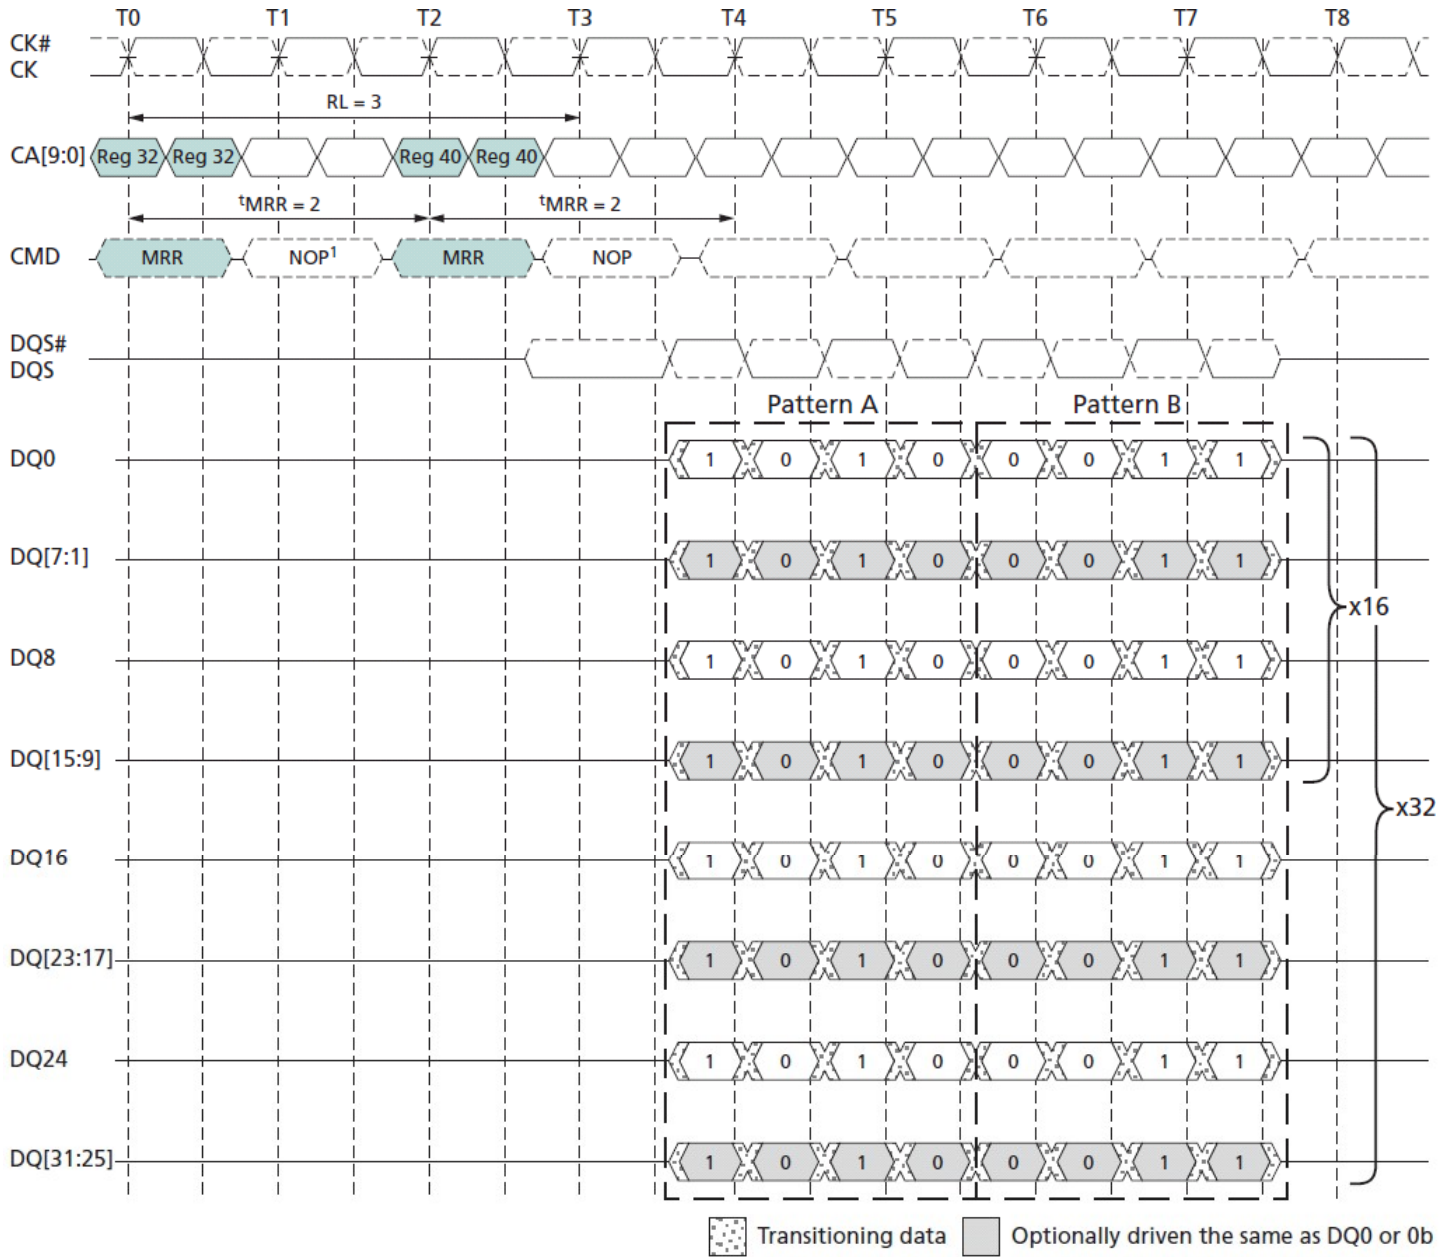 T0 T1 T2 T3 T4 T5 T6 T7 T8
CK#
CK
RL = 3
CA[9:0] Reg 32 Reg 32 Reg 40 Reg 40
tMRR = 2 tMRR = 2
CMD MRR NOP1 MRR NOP
DQS#
DQS
Pattern A Pattern B
DQ0 1 0 1 0 0 0 1 1
DQ[7:1] 1 0 1 0 0 0 1 1
x16
DQ8 1 0 1 0 0 0 1 1
DQ[15:9] 1 0 1 0 0 0 1 1
x32
DQ16 1 0 1 0 0 0 1 1
DQ[23:17] 1 0 1 0 0 0 1 1
DQ24 1 0 1 0 0 0 1 1
DQ[31:25] 1 0 1 0 0 0 1 1
Transitioning data Optionally driven the same as DQ0 or 0b